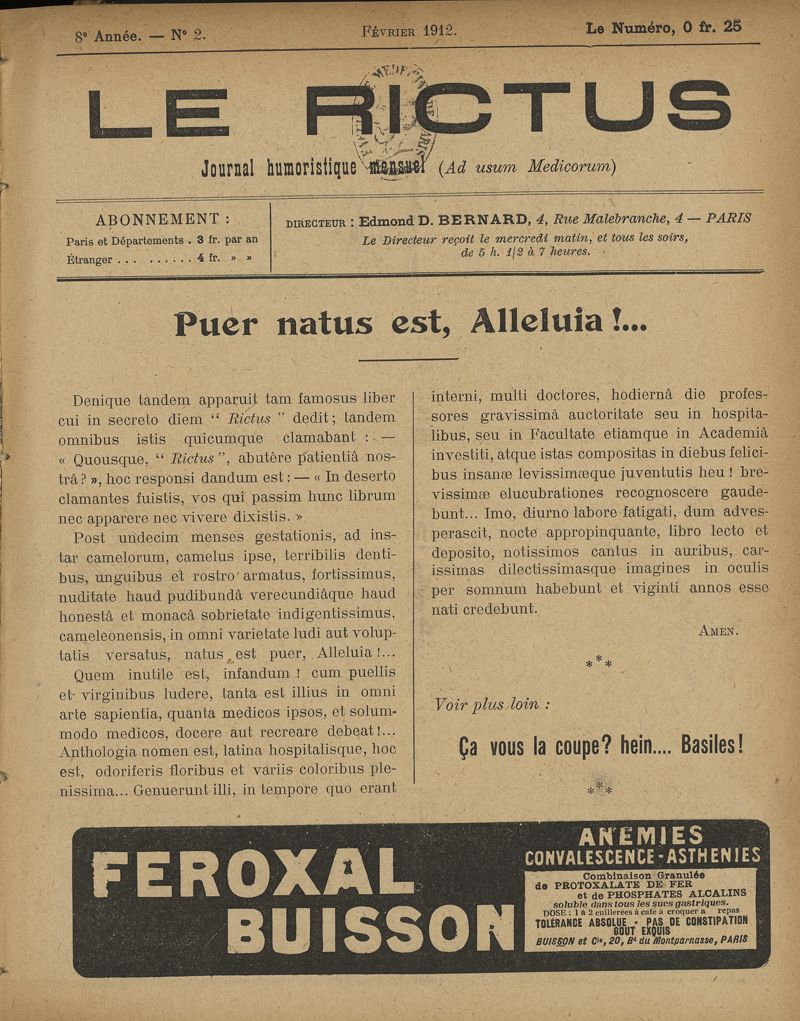 8e Année. — N° 2.
Février 1912.
Le Numéro, 0 fr. 25
LE RICTUS
Journal humoristique mensuel (Ad usum Medicorum)
ABONNEMENT :
Paris et Départements . 3 fr. par an
Étranger . . . . . . . . . . 4 fr. » »
DIRECTEUR : Edmond D. BERNARD, 4, Rue Malebranche, 4 — PARIS
Le Directeur reçoit le mercredi matin, et tous les soirs,
de 5 h. 1/2 à 7 heures.
Puer natus est, Alleluia !...
Denique tandem apparuit tam famosus liber
cui in secreto diem “ Rictus ” dedit ; tandem
omnibus istis quicumque clamabant : —
« Quousque, “ Rictus ”, abutère patientiâ nos-
trâ ? », hoc responsi dandum est : — « In deserto
clamantes fuistis, vos qui passim hunc librum
nec apparere nec vivere dixistis. »
Post undecim menses gestationis, ad ins-
tar camelorum, camelus ipse, terribilis denti-
bus, unguibus et rostro armatus, fortissimus,
nuditate haud pudibundâ verecundiâque haud
honestâ et monacâ sobrietate indigentissimus,
cameleonensis, in omni varietate ludi aut volup-
tatis versatus, natus est puer, Alleluia !...
Quem inutile est, infandum ! cum puellis
et virginibus ludere, tanta est illius in omni
arte sapientia, quanta medicos ipsos, et solum-
modo medicos, docere aut recreare debeat !...
Anthologia nomen est, latina hospitalisque, hoc
est, odoriferis floribus et variis coloribus ple-
nissima... Genuerunt illi, in tempore quo erant
interni, multi doctores, hodiernâ die profes-
sores gravissimâ auctoritate seu in hospita-
libus, seu in Facultate etiamque in Academiâ
investiti, atque istas compositas in diebus felici-
bus insanæ levissimæque juventutis heu ! bre-
vissimæ elucubrationes recognoscere gaude-
bunt... Imo, diurno labore fatigati, dum adves-
perascit, nocte appropinquante, libro lecto et
deposito, notissimos cantus in auribus, car-
issimas dilectissimasque imagines in oculis
per somnum habebunt et viginti annos esse
nati credebunt.
Amen.
***
Voir plus loin :
Ça vous la coupe ? hein.... Basiles !
***
FEROXAL
BUISSON
ANÉMIES
CONVALESCENCE - ASTHENIES
Combinaison Granulée
de PROTOXALATE DE FER
et de PHOSPHATES ALCALINS
soluble dans tous les sucs gastriques.
DOSE : 1 à 2 cuillerées à café à croquer a repas
TOLÉRANCE ABSOLUE - PAS DE CONSTIPATION
GOUT EXQUIS
BUISSON et Cie, 20, Bd du Montparnasse, PARIS